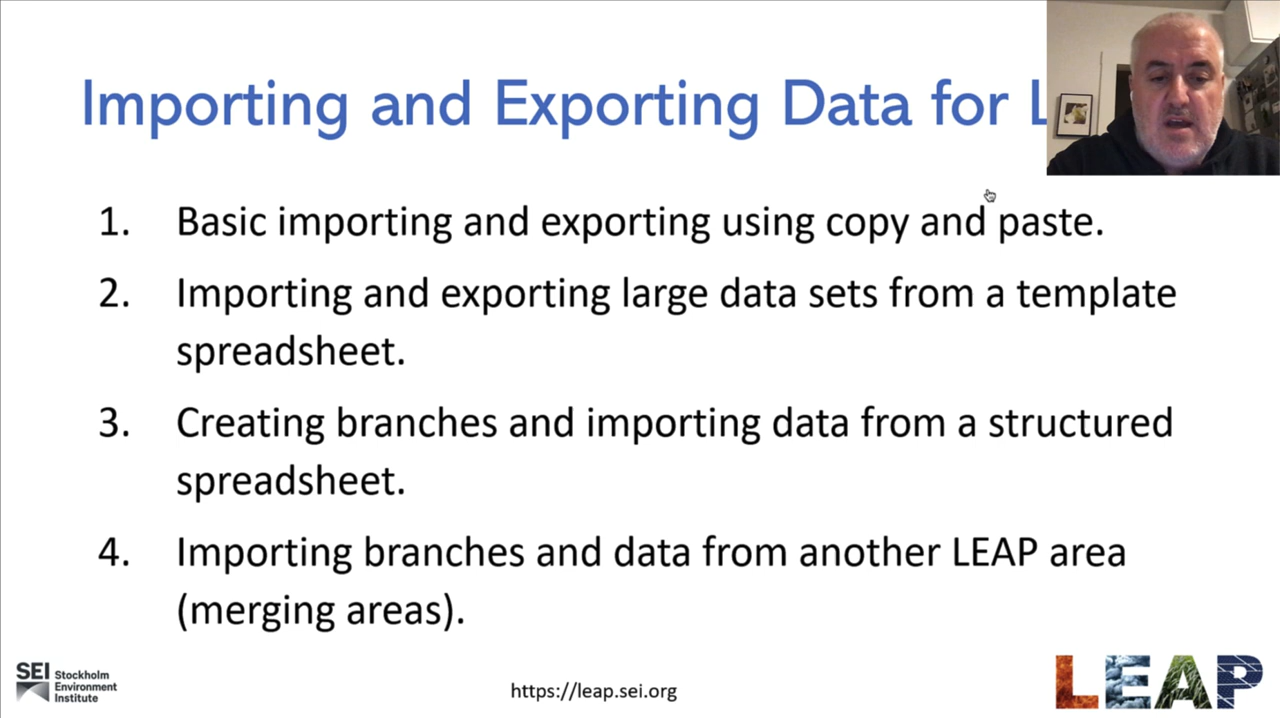 Importing and Exporting Data for L
1. Basic importing and exporting using copy and paste.
2. Importing and exporting large data sets from a template
spreadsheet.
3. Creating branches and importing data from a structured
spreadsheet.
4. Importing branches and data from another LEAP area
(merging areas).
SEI Stockholm
Environment
Institute
https://leap.sei.org
LEAP